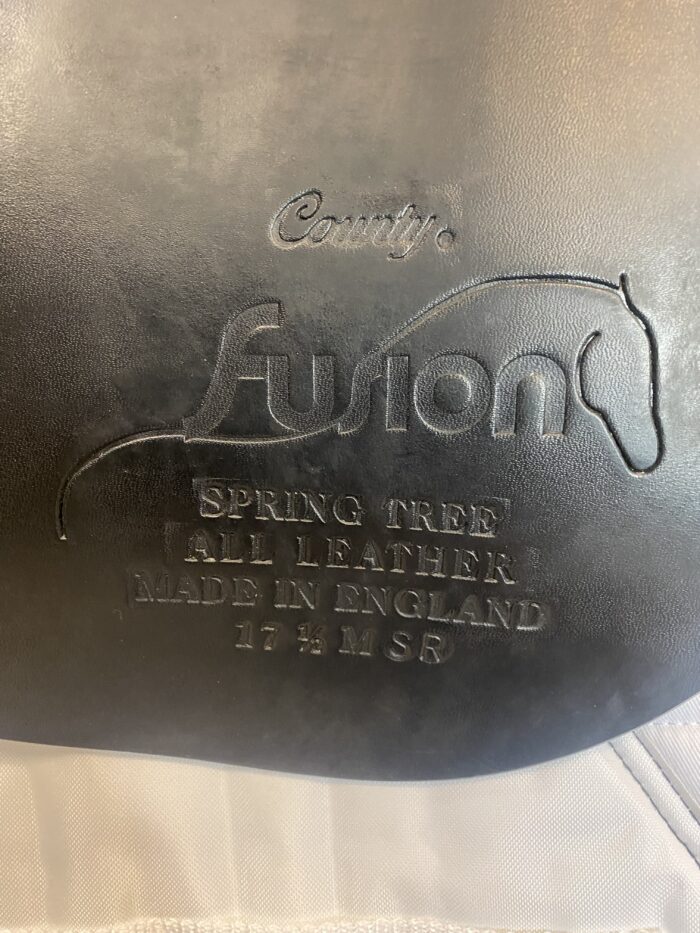 County.
fusion
SPRING TREE
ALL LEATHER
MADE IN ENGLAND
17 ½ M SR